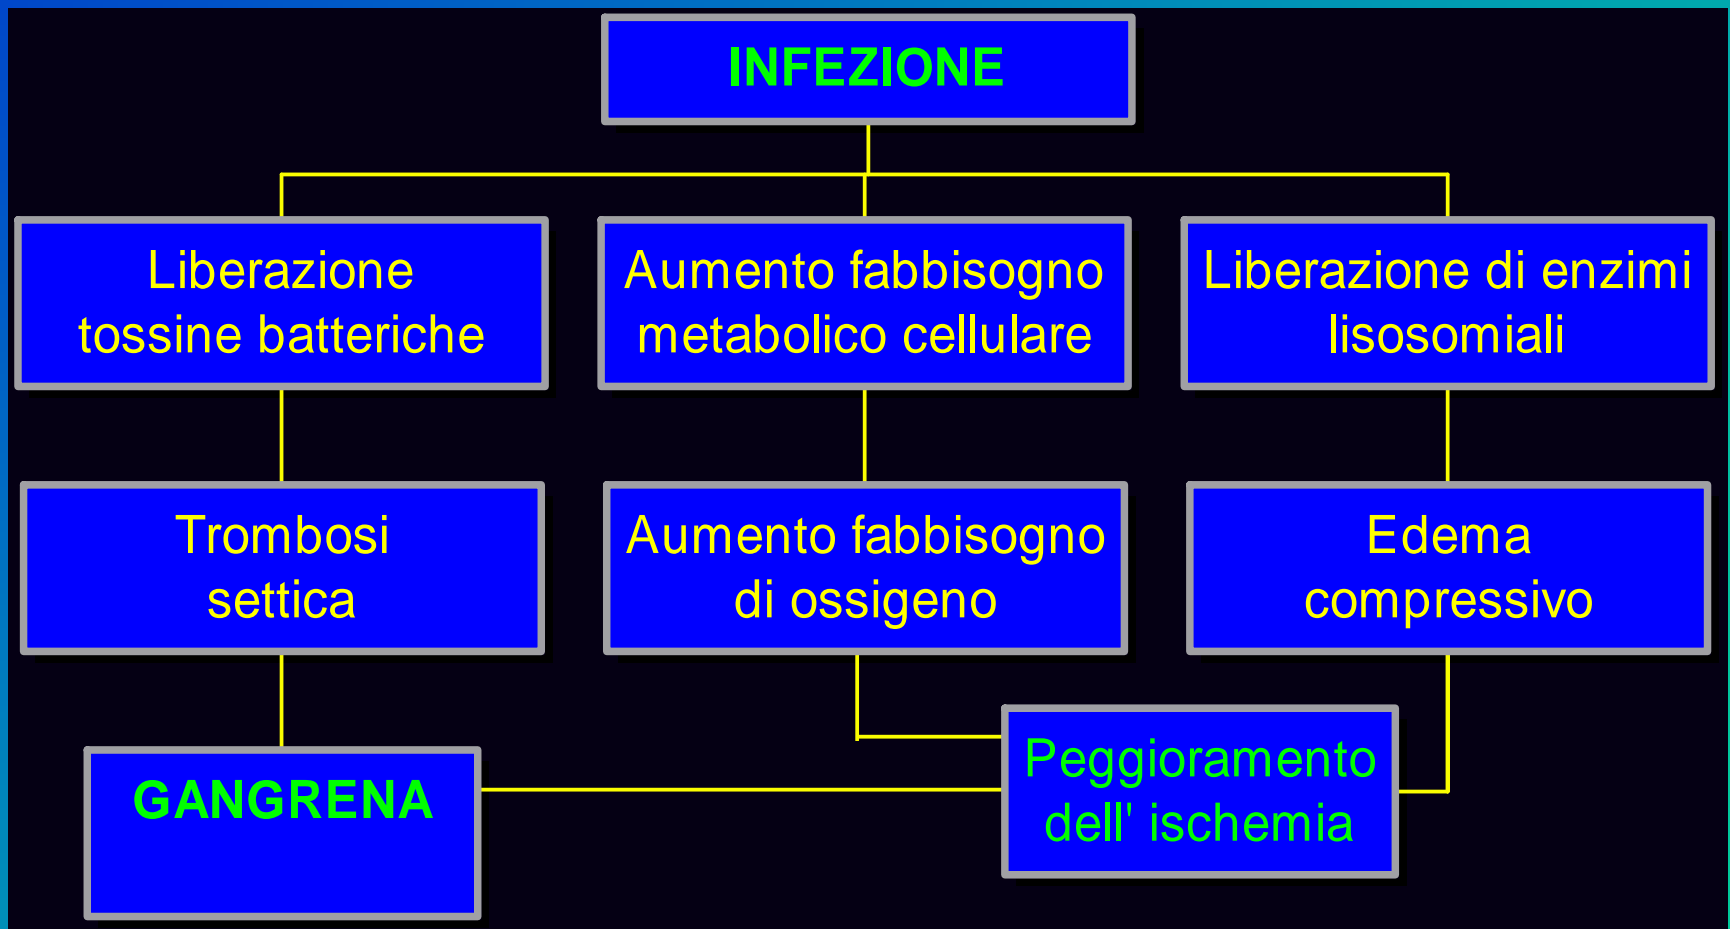 INFEZIONE
Liberazione
tossine batteriche
Aumento fabbisogno
metabolico cellulare
Liberazione di enzimi
lisosomiali
Trombosi
settica
Aumento fabbisogno
di ossigeno
Edema
compressivo
Peggioramento
dell' ischemia
GANGRENA